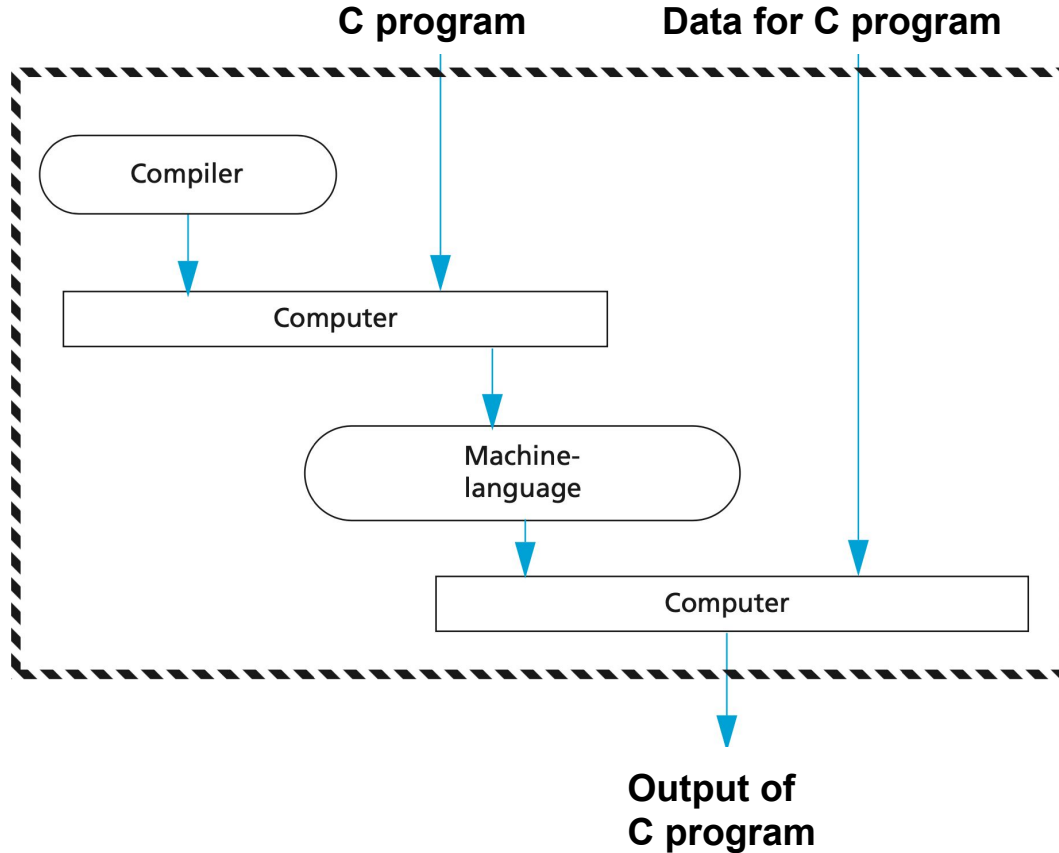 C program
Data for C program
Compiler
Computer
Machine-
language
Computer
Output of
C program